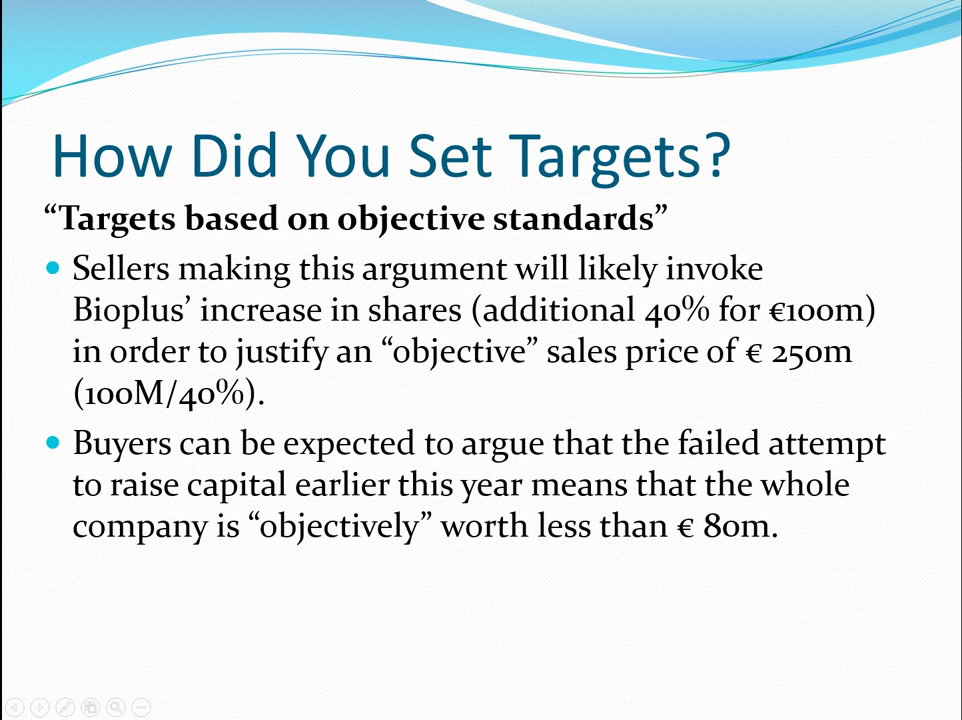 How Did You Set Targets?
“Targets based on objective standards”
• Sellers making this argument will likely invoke
Bioplus’ increase in shares (additional 40% for €100m)
in order to justify an “objective” sales price of € 250m
(100M/40%).
• Buyers can be expected to argue that the failed attempt
to raise capital earlier this year means that the whole
company is “objectively” worth less than € 80m.